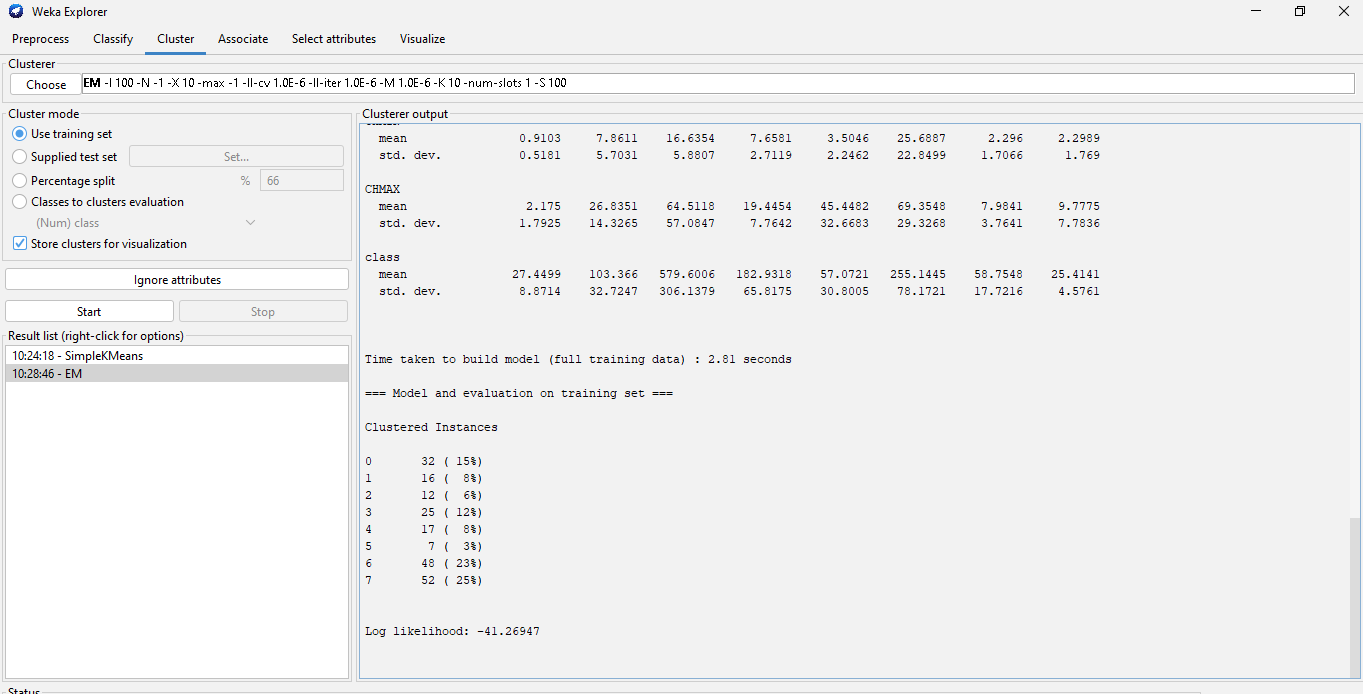 Weka Explorer
Preprocess Classify Cluster Associate Select attributes Visualize
Clusterer
Choose EM -I 100 -N -1 -X 10 -max -1 -ll-cv 1.0E-6 -ll-iter 1.0E-6 -M 1.0E-6 -K 10 -num-slots 1 -S 100
Cluster mode
Use training set
Supplied test set Set...
Percentage split % 66
Classes to clusters evaluation
(Num) class
Store clusters for visualization
Ignore attributes
Start Stop
Result list (right-click for options)
10:24:18 - SimpleKMeans
10:28:46 - EM
Clusterer output
mean 0.9103 7.8611 16.6354 7.6581 3.5046 25.6887 2.296 2.2989
std. dev. 0.5181 5.7031 5.8807 2.7119 2.2462 22.8499 1.7066 1.769
CHMAX
mean 2.175 26.8351 64.5118 19.4454 45.4482 69.3548 7.9841 9.7775
std. dev. 1.7925 14.3265 57.0847 7.7642 32.6683 29.3268 3.7641 7.7836
class
mean 27.4499 103.366 579.6006 182.9318 57.0721 255.1445 58.7548 25.4141
std. dev. 8.8714 32.7247 306.1379 65.8175 30.8005 78.1721 17.7216 4.5761
Time taken to build model (full training data) : 2.81 seconds
=== Model and evaluation on training set ===
Clustered Instances
0 32 ( 15%)
1 16 ( 8%)
2 12 ( 6%)
3 25 ( 12%)
4 17 ( 8%)
5 7 ( 3%)
6 48 ( 23%)
7 52 ( 25%)
Log likelihood: -41.26947
Status